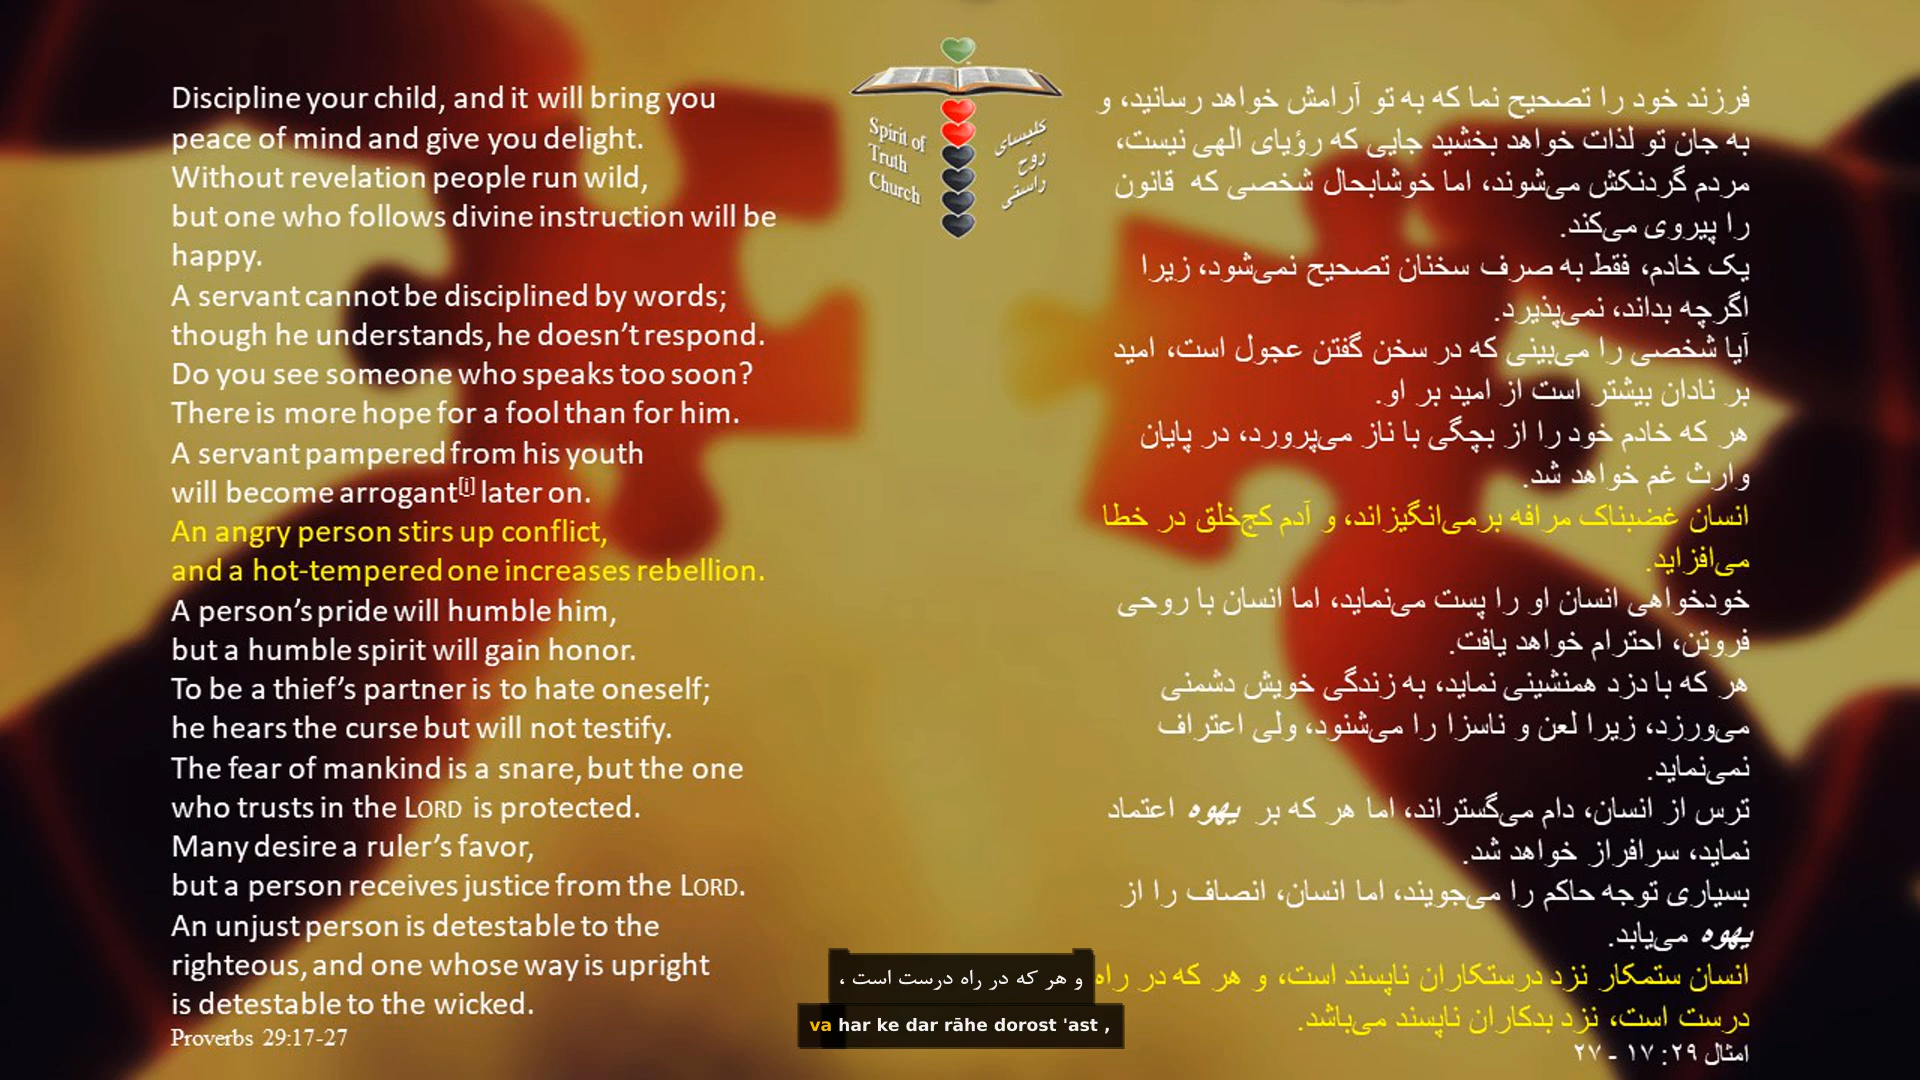 Discipline your child, and it will bring you
peace of mind and give you delight.
Without revelation people run wild,
but one who follows divine instruction will be
happy.
A servant cannot be disciplined by words;
though he understands, he doesn’t respond.
Do you see someone who speaks too soon?
There is more hope for a fool than for him.
A servant pampered from his youth
will become arrogant[i] later on.
An angry person stirs up conflict,
and a hot-tempered one increases rebellion.
A person’s pride will humble him,
but a humble spirit will gain honor.
To be a thief’s partner is to hate oneself;
he hears the curse but will not testify.
The fear of mankind is a snare, but the one
who trusts in the LORD is protected.
Many desire a ruler’s favor,
but a person receives justice from the LORD.
An unjust person is detestable to the
righteous, and one whose way is upright
is detestable to the wicked.
Proverbs 29:17-27
Spirit of
Truth
Church
کلیسای
روح
راستی
فرزند خود را تصحیح نما که به تو آرامش خواهد رسانید، و
به جان تو لذات خواهد بخشید جایی که رؤیای الهی نیست،
مردم گردنکش می‌شوند، اما خوشابحال شخصی که قانون
را پیروی می‌کند.
یک خادم، فقط به صرف سخنان تصحیح نمی‌شود، زیرا
اگرچه بداند، نمی‌پذیرد.
آیا شخصی را می‌بینی که در سخن گفتن عجول است، امید
بر نادان بیشتر است از امید بر او.
هر که خادم خود را از بچگی با ناز می‌پرورد، در پایان
وارث غم خواهد شد.
انسان غضبناک مرافه برمی‌انگیزاند، و آدم کج‌خلق در خطا
می‌افزاید.
خودخواهی انسان او را پست می‌نماید، اما انسان با روحی
فروتن، احترام خواهد یافت.
هر که با دزد همنشینی نماید، به زندگی خویش دشمنی
می‌ورزد، زیرا لعن و ناسزا را می‌شنود، ولی اعتراف
نمی‌نماید.
ترس از انسان، دام می‌گستراند، اما هر که بر یهوه اعتماد
نماید، سرافراز خواهد شد.
بسیاری توجه حاکم را می‌جویند، اما انسان، انصاف را از
یهوه می‌یابد.
انسان ستمکار نزد درستکاران ناپسند است، و هر که در راه
درست است، نزد بدکاران ناپسند می‌باشد.
امثال ۲۹: ۱۷ - ۲۷
و هر که در راه درست است ،
va har ke dar rāhe dorost 'ast ,